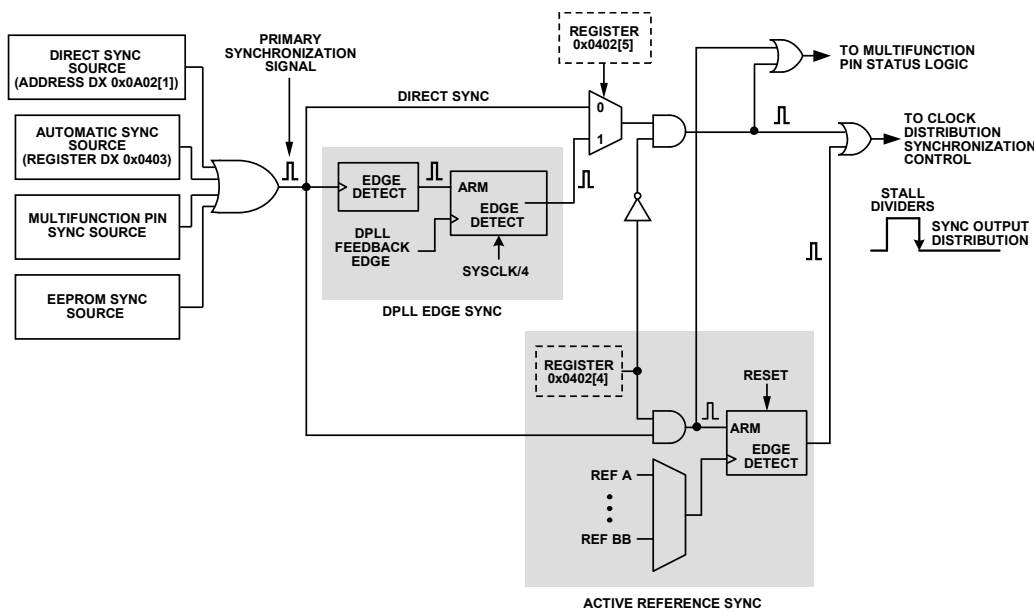 DIRECT SYNC
SOURCE
(ADDRESS DX 0x0A02[1])
AUTOMATIC SYNC
SOURCE
(REGISTER DX 0x0403)
MULTIFUNCTION PIN
SYNC SOURCE
EEPROM SYNC
SOURCE
PRIMARY
SYNCHRONIZATION
SIGNAL
DIRECT SYNC
EDGE
DETECT
ARM
EDGE
DETECT
DPLL
FEEDBACK
EDGE
SYSCLK/4
DPLL EDGE SYNC
REGISTER
0x0402[5]
0
1
TO MULTIFUNCTION
PIN STATUS LOGIC
TO CLOCK
DISTRIBUTION
SYNCHRONIZATION
CONTROL
STALL
DIVIDERS
SYNC OUTPUT
DISTRIBUTION
REGISTER
0x0402[4]
RESET
ARM
EDGE
DETECT
REF A
REF BB
ACTIVE REFERENCE SYNC